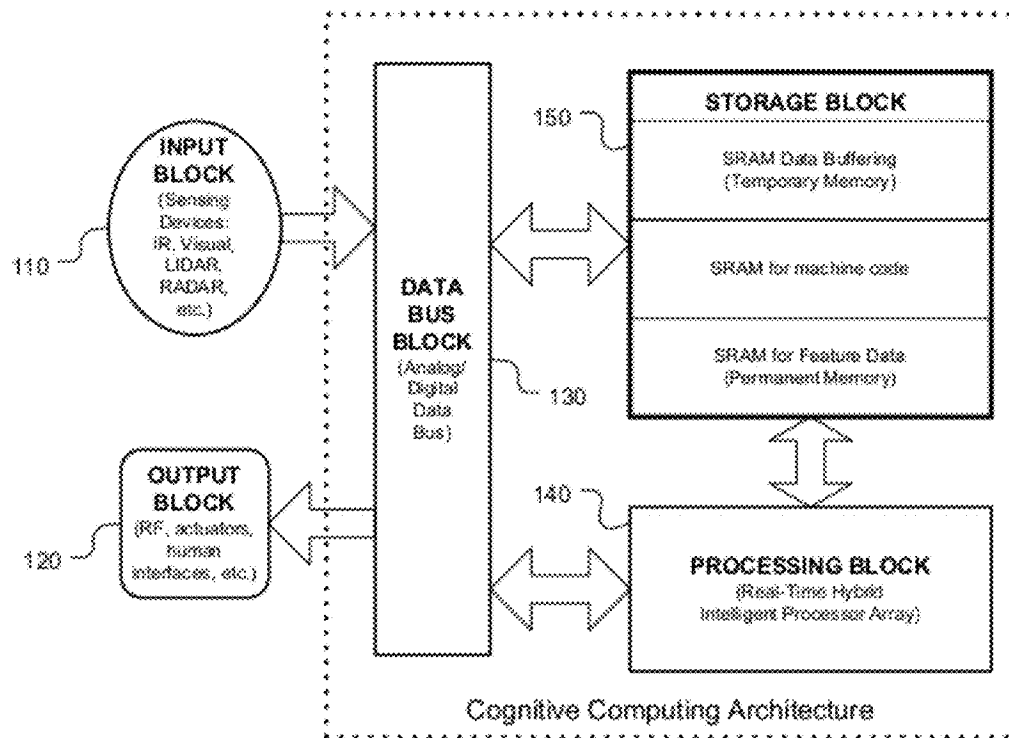 INPUT
BLOCK
(Sensing
Devices:
IR, Visual,
LIDAR,
RADAR,
etc.)
110
OUTPUT
BLOCK
(RF, actuators,
human
interfaces, etc.)
120
DATA
BUS
BLOCK
(Analog/
Digital
Data
Bus)
130
150
STORAGE BLOCK
SRAM Data Buffering
(Temporary Memory)
SRAM for machine code
SRAM for Feature Data
(Permanent Memory)
140
PROCESSING BLOCK
(Real-Time Hybrid
Intelligent Processor Array)
Cognitive Computing Architecture